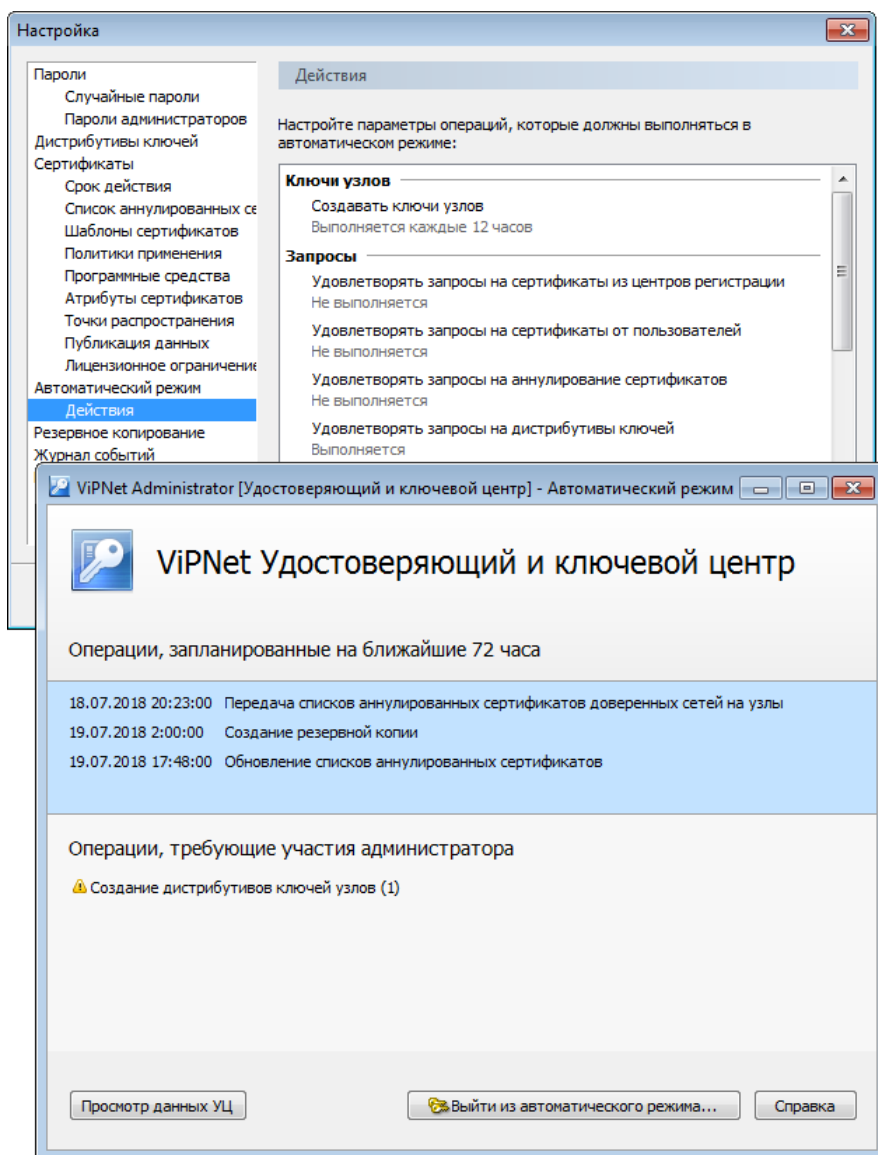 Настройка
Пароли
Случайные пароли
Пароли администраторов
Дистрибутивы ключей
Сертификаты
Срок действия
Список аннулированных се
Шаблоны сертификатов
Политики применения
Программные средства
Атрибуты сертификатов
Точки распространения
Публикация данных
Лицензионное ограничение
Автоматический режим
Действия
Резервное копирование
Журнал событий
Действия
Настройте параметры операций, которые должны выполняться в
автоматическом режиме:
Ключи узлов
Создавать ключи узлов
Выполняется каждые 12 часов
Запросы
Удовлетворять запросы на сертификаты из центров регистрации
Не выполняется
Удовлетворять запросы на сертификаты от пользователей
Не выполняется
Удовлетворять запросы на аннулирование сертификатов
Не выполняется
Удовлетворять запросы на дистрибутивы ключей
Выполняется
ViPNet Administrator [Удостоверяющий и ключевой центр] - Автоматический режим
ViPNet Удостоверяющий и ключевой центр
Операции, запланированные на ближайшие 72 часа
18.07.2018 20:23:00 Передача списков аннулированных сертификатов доверенных сетей на узлы
19.07.2018 2:00:00 Создание резервной копии
19.07.2018 17:48:00 Обновление списков аннулированных сертификатов
Операции, требующие участия администратора
Создание дистрибутивов ключей узлов (1)
Просмотр данных УЦ
Выйти из автоматического режима...
Справка